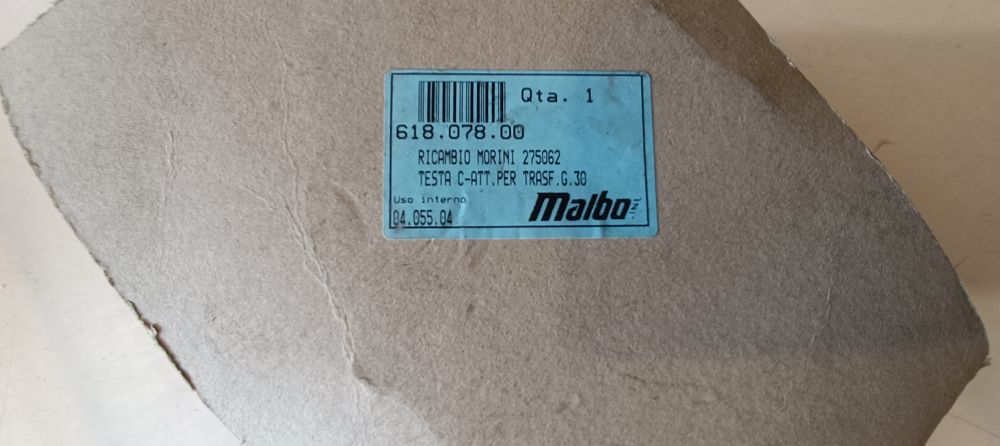 Qta. 1
618.078.00
RICAMBIO MORINI 275062
TESTA C-ATT.PER TRASF.G.30
Uso interno
04.055.04
Malbo